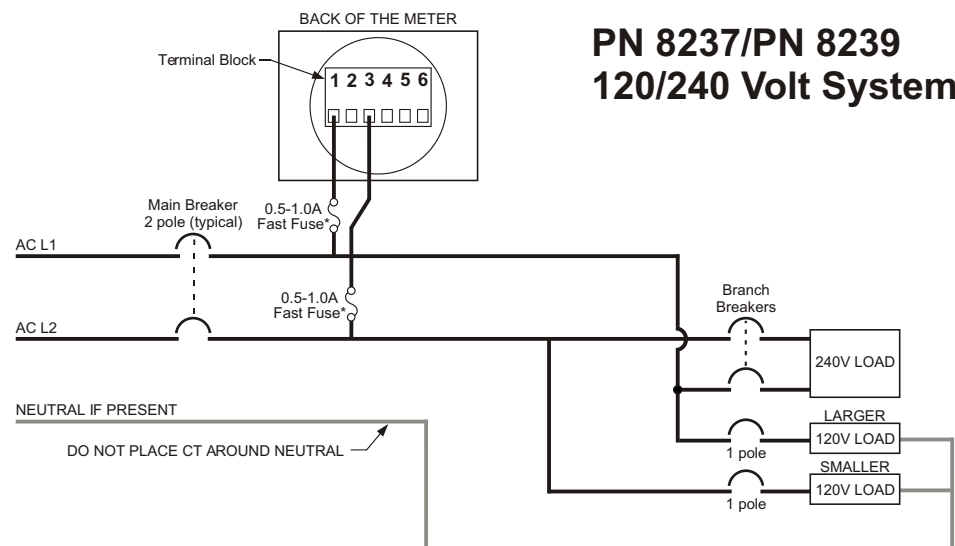 BACK OF THE METER
PN 8237/PN 8239
120/240 Volt System
Terminal Block
1 2 3 4 5 6
Main Breaker
2 pole (typical)
0.5-1.0A
Fast Fuse*
AC L1
0.5-1.0A
Fast Fuse*
Branch
Breakers
AC L2
240V LOAD
NEUTRAL IF PRESENT
DO NOT PLACE CT AROUND NEUTRAL
LARGER
120V LOAD
1 pole
SMALLER
120V LOAD
1 pole